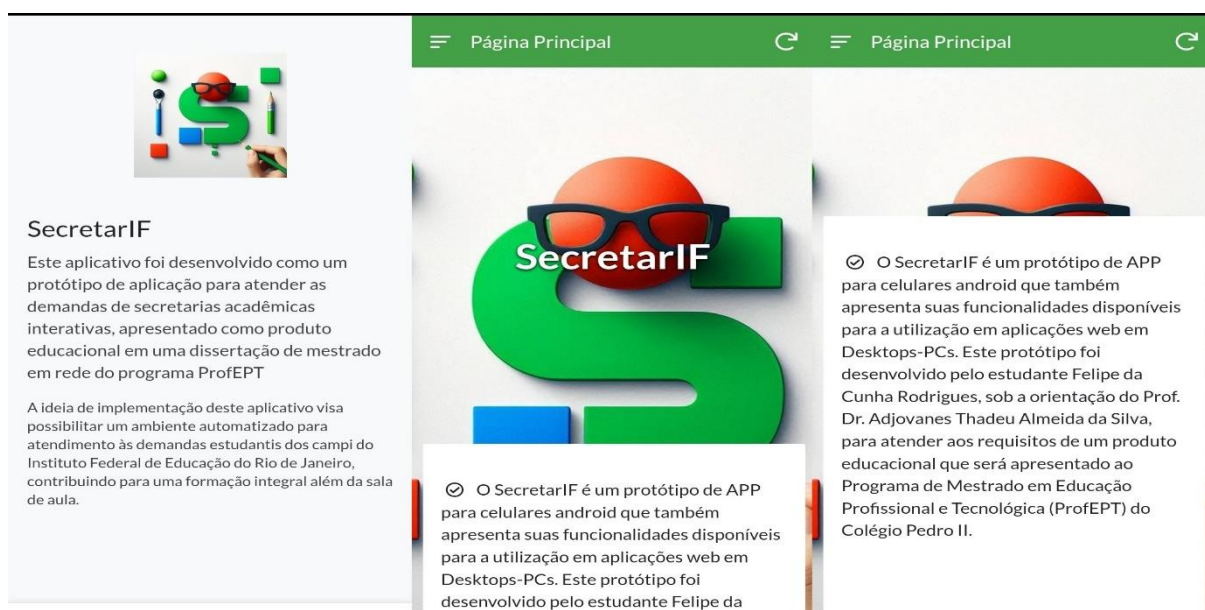 SecretarIF
Este aplicativo foi desenvolvido como um
protótipo de aplicação para atender as
demandas de secretarias acadêmicas
interativas, apresentado como produto
educacional em uma dissertação de mestrado
em rede do programa ProfEPT
A ideia de implementação deste aplicativo visa
possibilitar um ambiente automatizado para
atendimento às demandas estudantis dos campi do
Instituto Federal de Educação do Rio de Janeiro,
contribuindo para uma formação integral além da sala
de aula.
Página Principal
SecretarIF
O SecretarIF é um protótipo de APP
para celulares android que também
apresenta suas funcionalidades disponíveis
para a utilização em aplicações web em
Desktops-PCs. Este protótipo foi
desenvolvido pelo estudante Felipe da
Página Principal
O SecretarIF é um protótipo de APP
para celulares android que também
apresenta suas funcionalidades disponíveis
para a utilização em aplicações web em
Desktops-PCs. Este protótipo foi
desenvolvido pelo estudante Felipe da
Cunha Rodrigues, sob a orientação do Prof.
Dr. Adjovanes Thadeu Almeida da Silva,
para atender aos requisitos de um produto
educacional que será apresentado ao
Programa de Mestrado em Educação
Profissional e Tecnológica (ProfEPT) do
Colégio Pedro II.